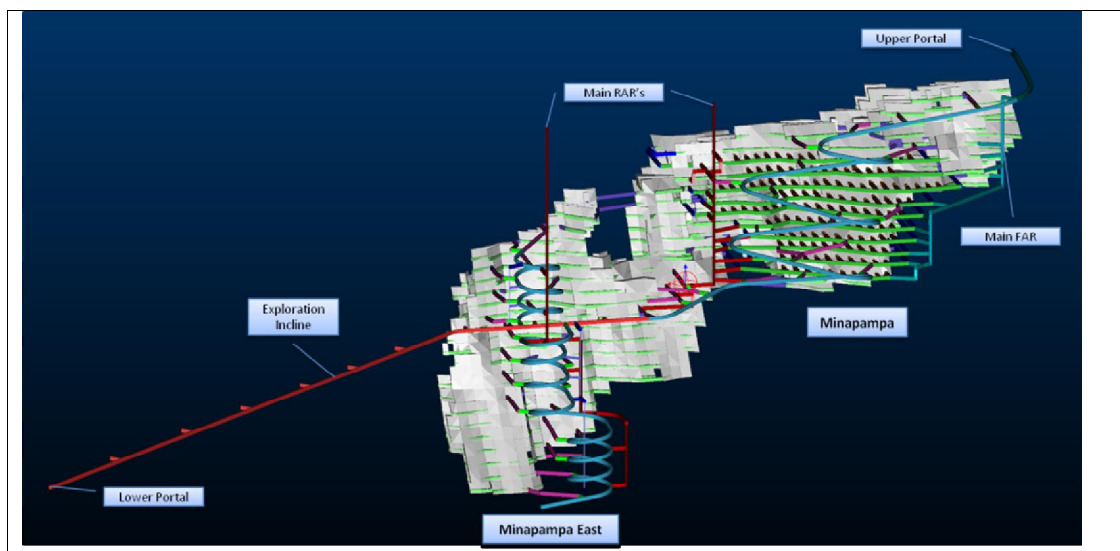 Upper Portal
Main RAR's
Main FAR
Minapampa
Exploration
Incline
Lower Portal
Minapampa East